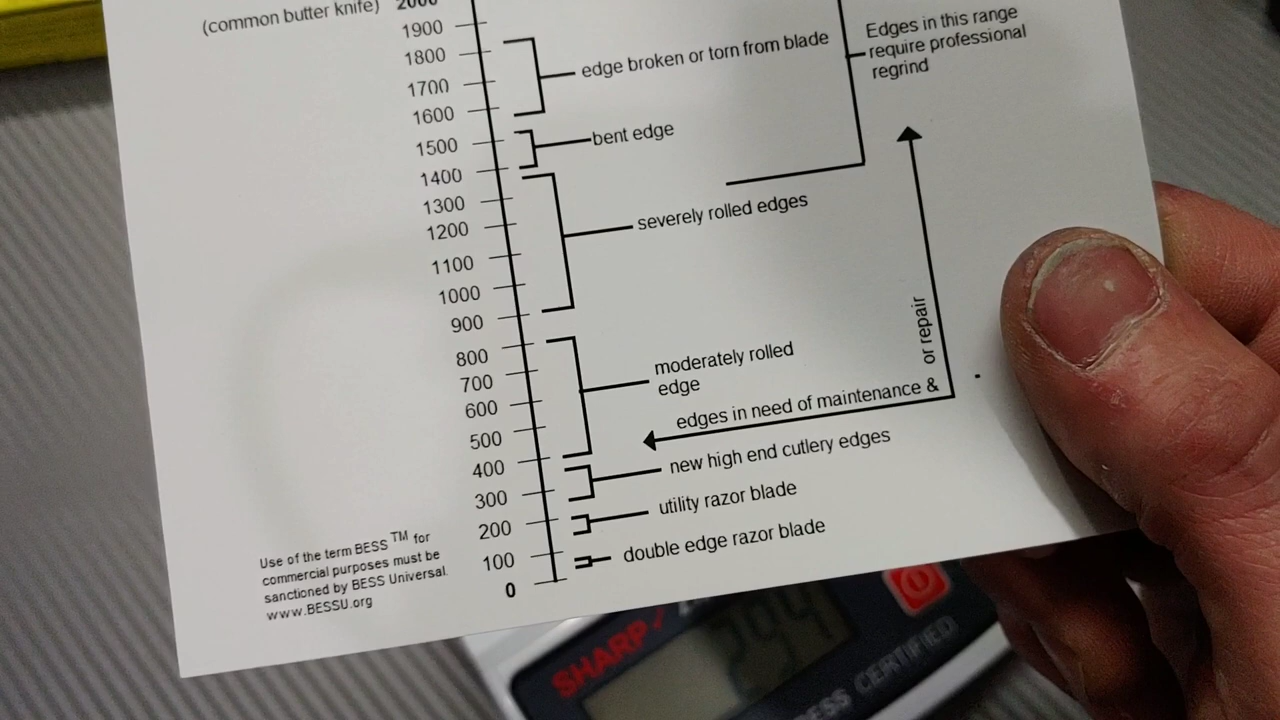 (common butter knife) 2000
1900
1800
edge broken or torn from blade
Edges in this range
require professional
regrind
1700
1600
1500
bent edge
1400
1300
1200
severely rolled edges
1100
1000
900
800
moderately rolled
edge
700
600
or repair
edges in need of maintenance &
500
400
new high end cutlery edges
300
utility razor blade
200
double edge razor blade
100
0
Use of the term BESS TM for
commercial purposes must be
sanctioned by BESS Universal.
www.BESSU.org
SHARP
244
BESS CERTIFIED